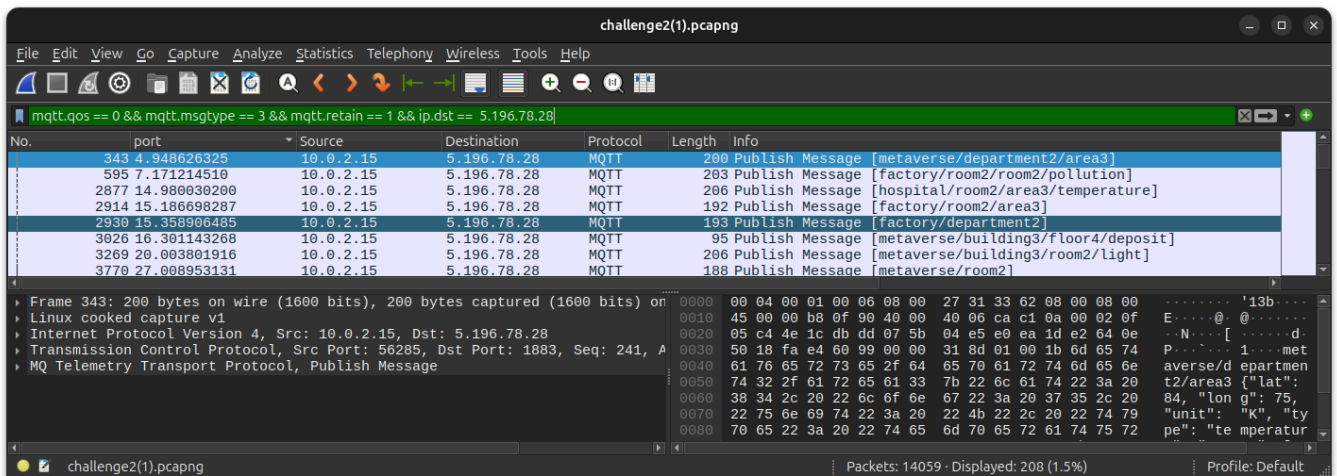 challenge2(1).pcapng
File Edit View Go Capture Analyze Statistics Telephony Wireless Tools Help
mqtt.qos == 0 && mqtt.msgtype == 3 && mqtt.retain == 1 && ip.dst ==  5.196.78.28
No. port Source Destination Protocol Length Info
343 4.948626325 10.0.2.15 5.196.78.28 MQTT 200 Publish Message [metaverse/department2/area3]
595 7.171214510 10.0.2.15 5.196.78.28 MQTT 203 Publish Message [factory/room2/room2/pollution]
2877 14.980030200 10.0.2.15 5.196.78.28 MQTT 206 Publish Message [hospital/room2/area3/temperature]
2914 15.186698287 10.0.2.15 5.196.78.28 MQTT 192 Publish Message [factory/room2/area3]
2930 15.358906485 10.0.2.15 5.196.78.28 MQTT 193 Publish Message [factory/department2]
3026 16.301143268 10.0.2.15 5.196.78.28 MQTT 95 Publish Message [metaverse/building3/floor4/deposit]
3269 20.003801916 10.0.2.15 5.196.78.28 MQTT 206 Publish Message [metaverse/building3/room2/light]
3770 27.008953131 10.0.2.15 5.196.78.28 MQTT 188 Publish Message [metaverse/room2]
Frame 343: 200 bytes on wire (1600 bits), 200 bytes captured (1600 bits) on
Linux cooked capture v1
Internet Protocol Version 4, Src: 10.0.2.15, Dst: 5.196.78.28
Transmission Control Protocol, Src Port: 56285, Dst Port: 1883, Seq: 241, A
MQ Telemetry Transport Protocol, Publish Message
0000 00 04 00 01 00 06 08 00 27 31 33 62 08 00 08 00 ········ '13b····
0010 45 00 00 b8 0f 90 40 00 40 06 ca c1 0a 00 02 0f E·····@· @·······
0020 05 c4 4e 1c db dd 07 5b 04 e5 e0 ea 1d e2 64 0e ··N····[ ······d·
0030 50 18 fa e4 60 99 00 00 31 8d 01 00 1b 6d 65 74 P···`··· 1····met
0040 61 76 65 72 73 65 2f 64 65 70 61 72 74 6d 65 6e averse/d epartmen
0050 74 32 2f 61 72 65 61 33 7b 22 6c 61 74 22 3a 20 t2/area3 {"lat":
0060 38 34 2c 20 22 6c 6f 6e 67 22 3a 20 37 35 2c 20 84, "lon g": 75,
0070 22 75 6e 69 74 22 3a 20 22 4b 22 2c 20 22 74 79 "unit": "K", "ty
0080 70 65 22 3a 20 22 74 65 6d 70 65 72 61 74 75 72 pe": "te mperatur
challenge2(1).pcapng
Packets: 14059 · Displayed: 208 (1.5%)
Profile: Default